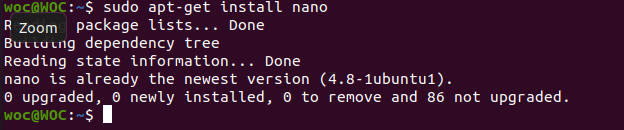 woc@WOC:~$ sudo apt-get install nano
Reading package lists... Done
Zoom
Building dependency tree
Reading state information... Done
nano is already the newest version (4.8-1ubuntu1).
0 upgraded, 0 newly installed, 0 to remove and 86 not upgraded.
woc@WOC:~$